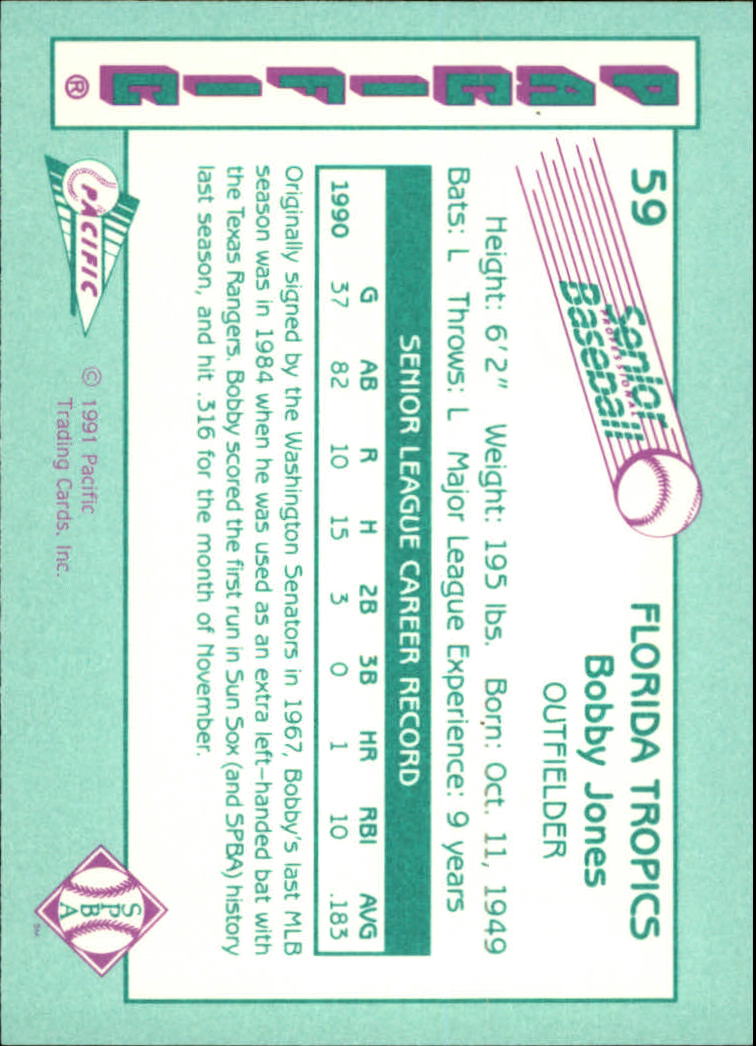 PACIFIC®
59
Senior
PROFESSIONAL
Baseball
FLORIDA TROPICS
Bobby Jones
OUTFIELDER
Height: 6'2" Weight: 195 lbs. Born: Oct. 11, 1949
Bats: L Throws: L Major League Experience: 9 years
SENIOR LEAGUE CAREER RECORD
G AB R H 2B 3B HR RBI AVG
1990 37 82 10 15 3 0 1 10 .183
Originally signed by the Washington Senators in 1967, Bobby's last MLB
season was in 1984 when he was used as an extra left-handed bat with
the Texas Rangers. Bobby scored the first run in Sun Sox (and SPBA) history
last season, and hit .316 for the month of November.
PACIFIC
© 1991 Pacific
Trading Cards, Inc.
S
P
B
A
SM